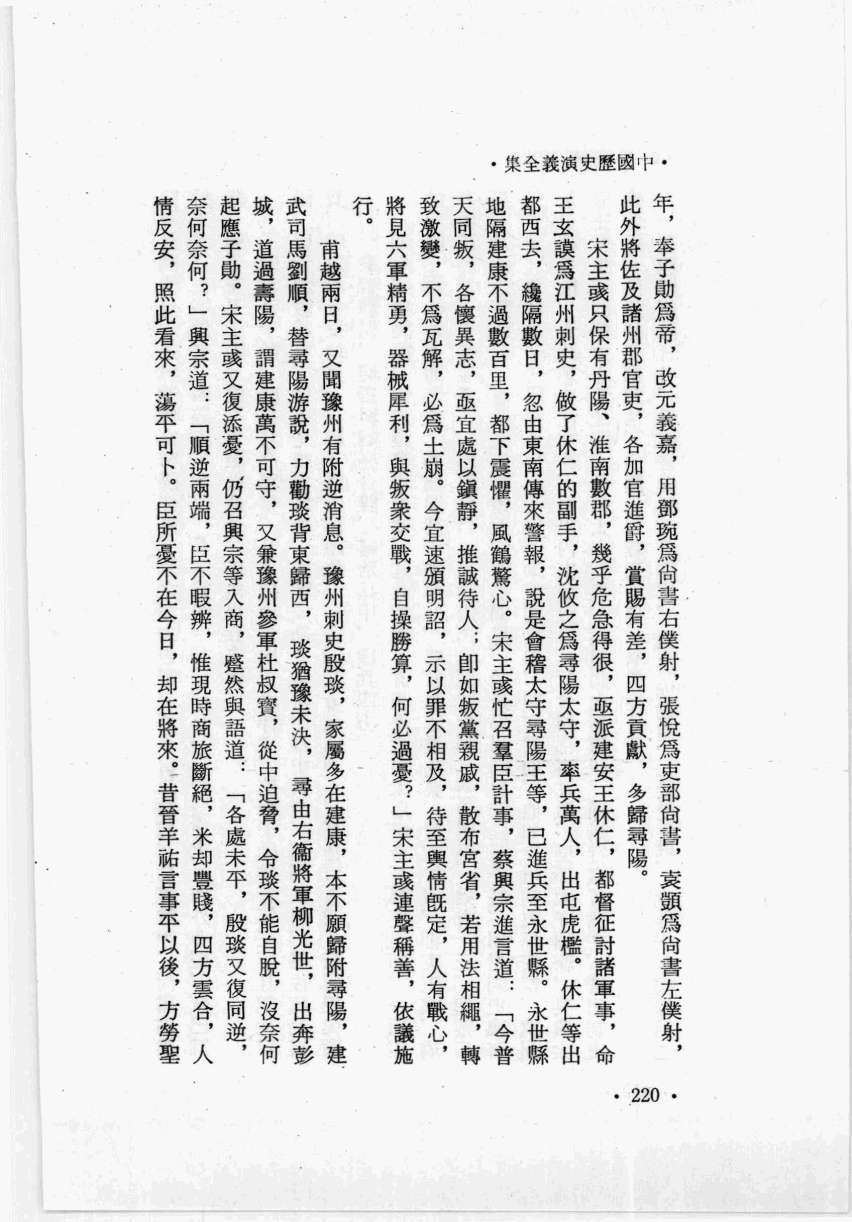 ·中國歷史演義全集·
年，奉子勛爲帝，改元義嘉，用鄧琬爲尙書右僕射，張悅爲吏部尙書，袁顗爲尙書左僕射，
此外將佐及諸州郡官吏，各加官進爵，賞賜有差，四方貢獻，多歸尋陽。
宋主彧只保有丹陽、淮南數郡，幾乎危急得很，亟派建安王休仁，都督征討諸軍事，命
王玄謨爲江州刺史，做了休仁的副手，沈攸之爲尋陽太守，率兵萬人，出屯虎檻。休仁等出
都西去，纔隔數日，忽由東南傳來警報，說是會稽太守尋陽王等，已進兵至永世縣。永世縣
地隔建康不過數百里，都下震懼，風鶴驚心。宋主彧忙召羣臣計事，蔡興宗進言道：「今普
天同叛，各懷異志，亟宜處以鎭靜，推誠待人；卽如叛黨親戚，散布宮省，若用法相繩，轉
致激變，不爲瓦解，必爲土崩。今宜速頒明詔，示以罪不相及，待至輿情旣定，人有戰心，
將見六軍精勇，器械犀利，與叛衆交戰，自操勝算，何必過憂？」宋主彧連聲稱善，依議施
行。
甫越兩日，又聞豫州有附逆消息。豫州刺史殷琰，家屬多在建康，本不願歸附尋陽，建
武司馬劉順，替尋陽游說，力勸琰背東歸西，琰猶豫未決，尋由右衞將軍柳光世，出奔彭
城，道過壽陽，謂建康萬不可守，又兼豫州參軍杜叔寶，從中迫脅，令琰不能自脫，沒奈何
起應子勛。宋主彧又復添憂，仍召興宗等入商，蹙然與語道：「各處未平，殷琰又復同逆，
奈何奈何？」興宗道：「順逆兩端，臣不暇辨，惟現時商旅斷絕，米却豐賤，四方雲合，人
情反安，照此看來，蕩平可卜。臣所憂不在今日，却在將來。昔晉羊祜言事平以後，方勞聖
·220·